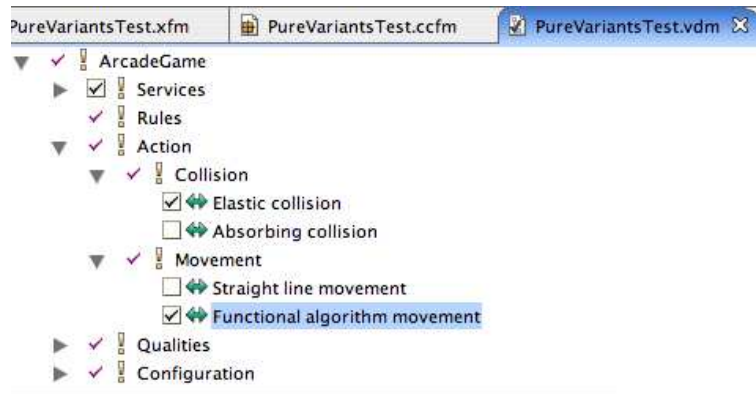 PureVariantsTest.xfm PureVariantsTest.ccfm PureVariantsTest.vdm
ArcadeGame
Services
Rules
Action
Collision
Elastic collision
Absorbing collision
Movement
Straight line movement
Functional algorithm movement
Qualities
Configuration